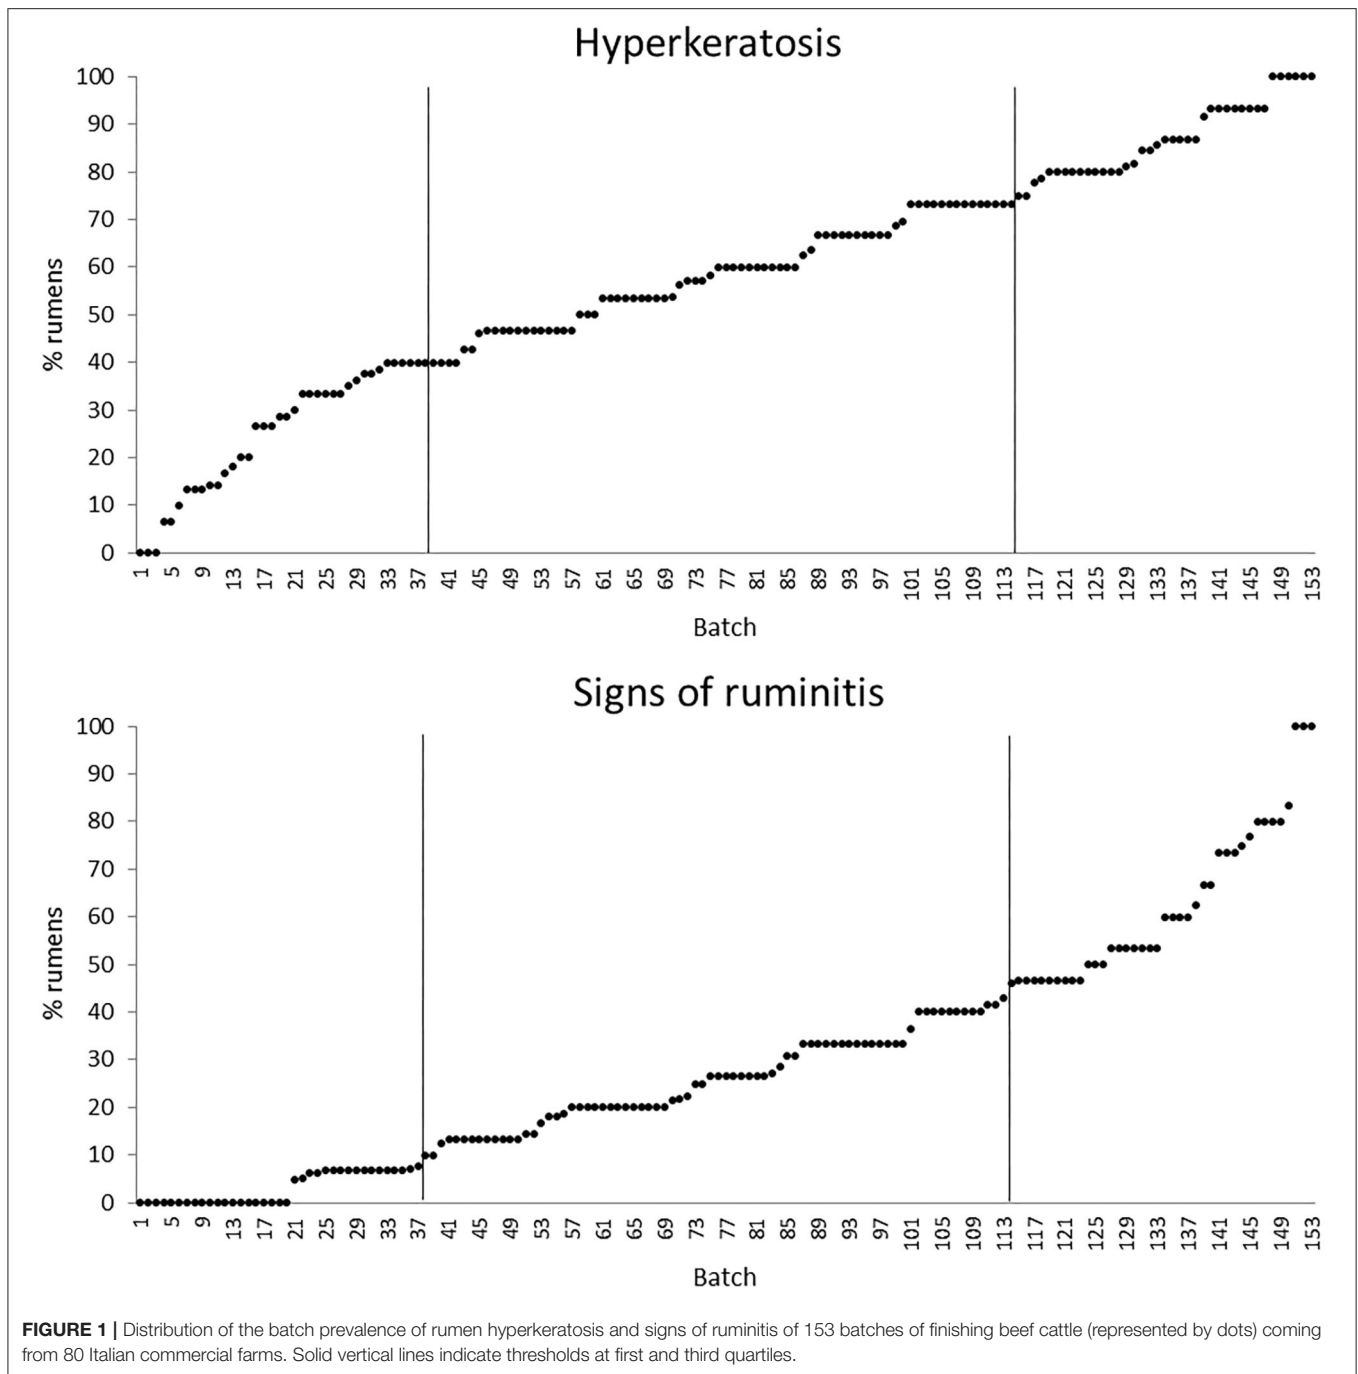 Hyperkeratosis
100
90
80
70
60
50
40
30
20
10
0
% rumens
1 5 9 13 17 21 25 29 33 37 41 45 49 53 57 61 65 69 73 77 81 85 89 93 97 101 105 109 113 117 121 125 129 133 137 141 145 149 153
Batch
Signs of ruminitis
100
90
80
70
60
50
40
30
20
10
0
% rumens
1 5 9 13 17 21 25 29 33 37 41 45 49 53 57 61 65 69 73 77 81 85 89 93 97 101 105 109 113 117 121 125 129 133 137 141 145 149 153
Batch
FIGURE 1 | Distribution of the batch prevalence of rumen hyperkeratosis and signs of ruminitis of 153 batches of finishing beef cattle (represented by dots) coming
from 80 Italian commercial farms. Solid vertical lines indicate thresholds at first and third quartiles.